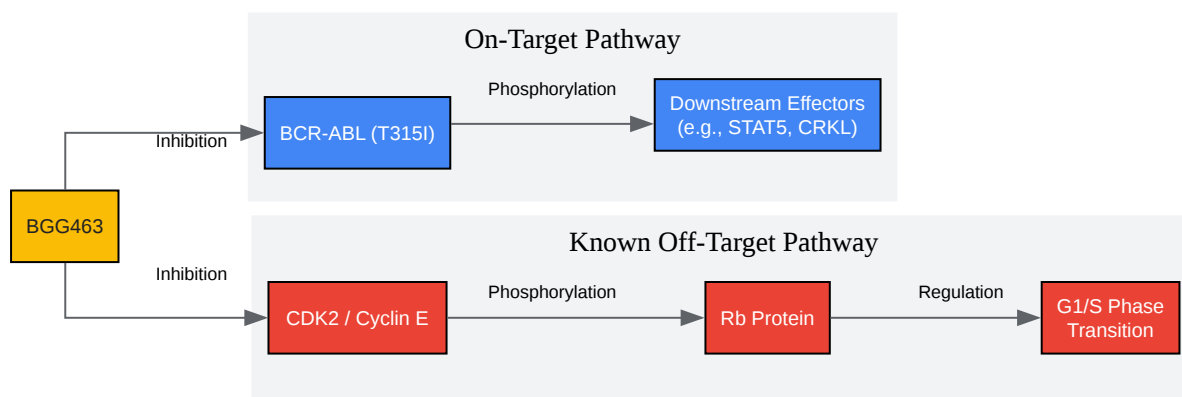 On-Target Pathway
Phosphorylation
BCR-ABL (T315I)
Downstream Effectors
(e.g., STAT5, CRKL)
Inhibition
BGG463
Known Off-Target Pathway
Inhibition
Phosphorylation
Regulation
CDK2 / Cyclin E
Rb Protein
G1/S Phase
Transition